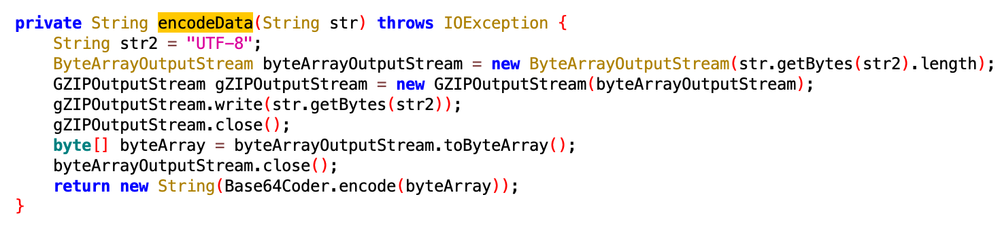 private String encodeData(String str) throws IOException {
    String str2 = "UTF-8";
    ByteArrayOutputStream byteArrayOutputStream = new ByteArrayOutputStream(str.getBytes(str2).length);
    GZIPOutputStream gZIPOutputStream = new GZIPOutputStream(byteArrayOutputStream);
    gZIPOutputStream.write(str.getBytes(str2));
    gZIPOutputStream.close();
    byte[] byteArray = byteArrayOutputStream.toByteArray();
    byteArrayOutputStream.close();
    return new String(Base64Coder.encode(byteArray));
}